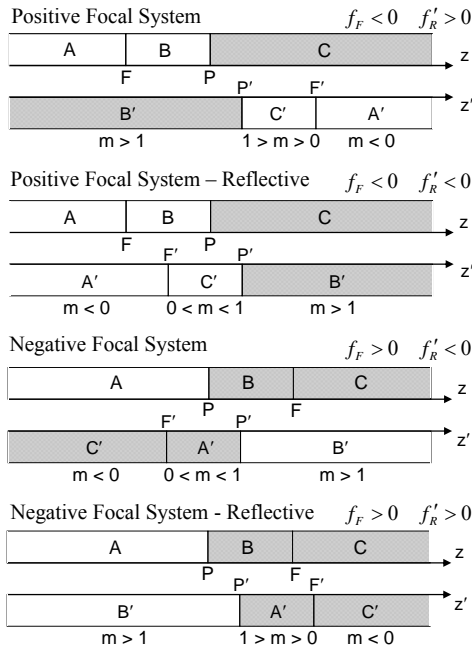 Positive Focal System f_F < 0 f′_R > 0
A B C
z
F P
P′ F′
z′
B′ C′ A′
m > 1 1 > m > 0 m < 0
Positive Focal System – Reflective f_F < 0 f′_R < 0
A B C
z
F P
F′ P′
z′
A′ C′ B′
m < 0 0 < m < 1 m > 1
Negative Focal System f_F > 0 f′_R < 0
A B C
z
P F
F′ P′
z′
C′ A′ B′
m < 0 0 < m < 1 m > 1
Negative Focal System - Reflective f_F > 0 f′_R > 0
A B C
z
P F
P′ F′
z′
B′ A′ C′
m > 1 1 > m > 0 m < 0